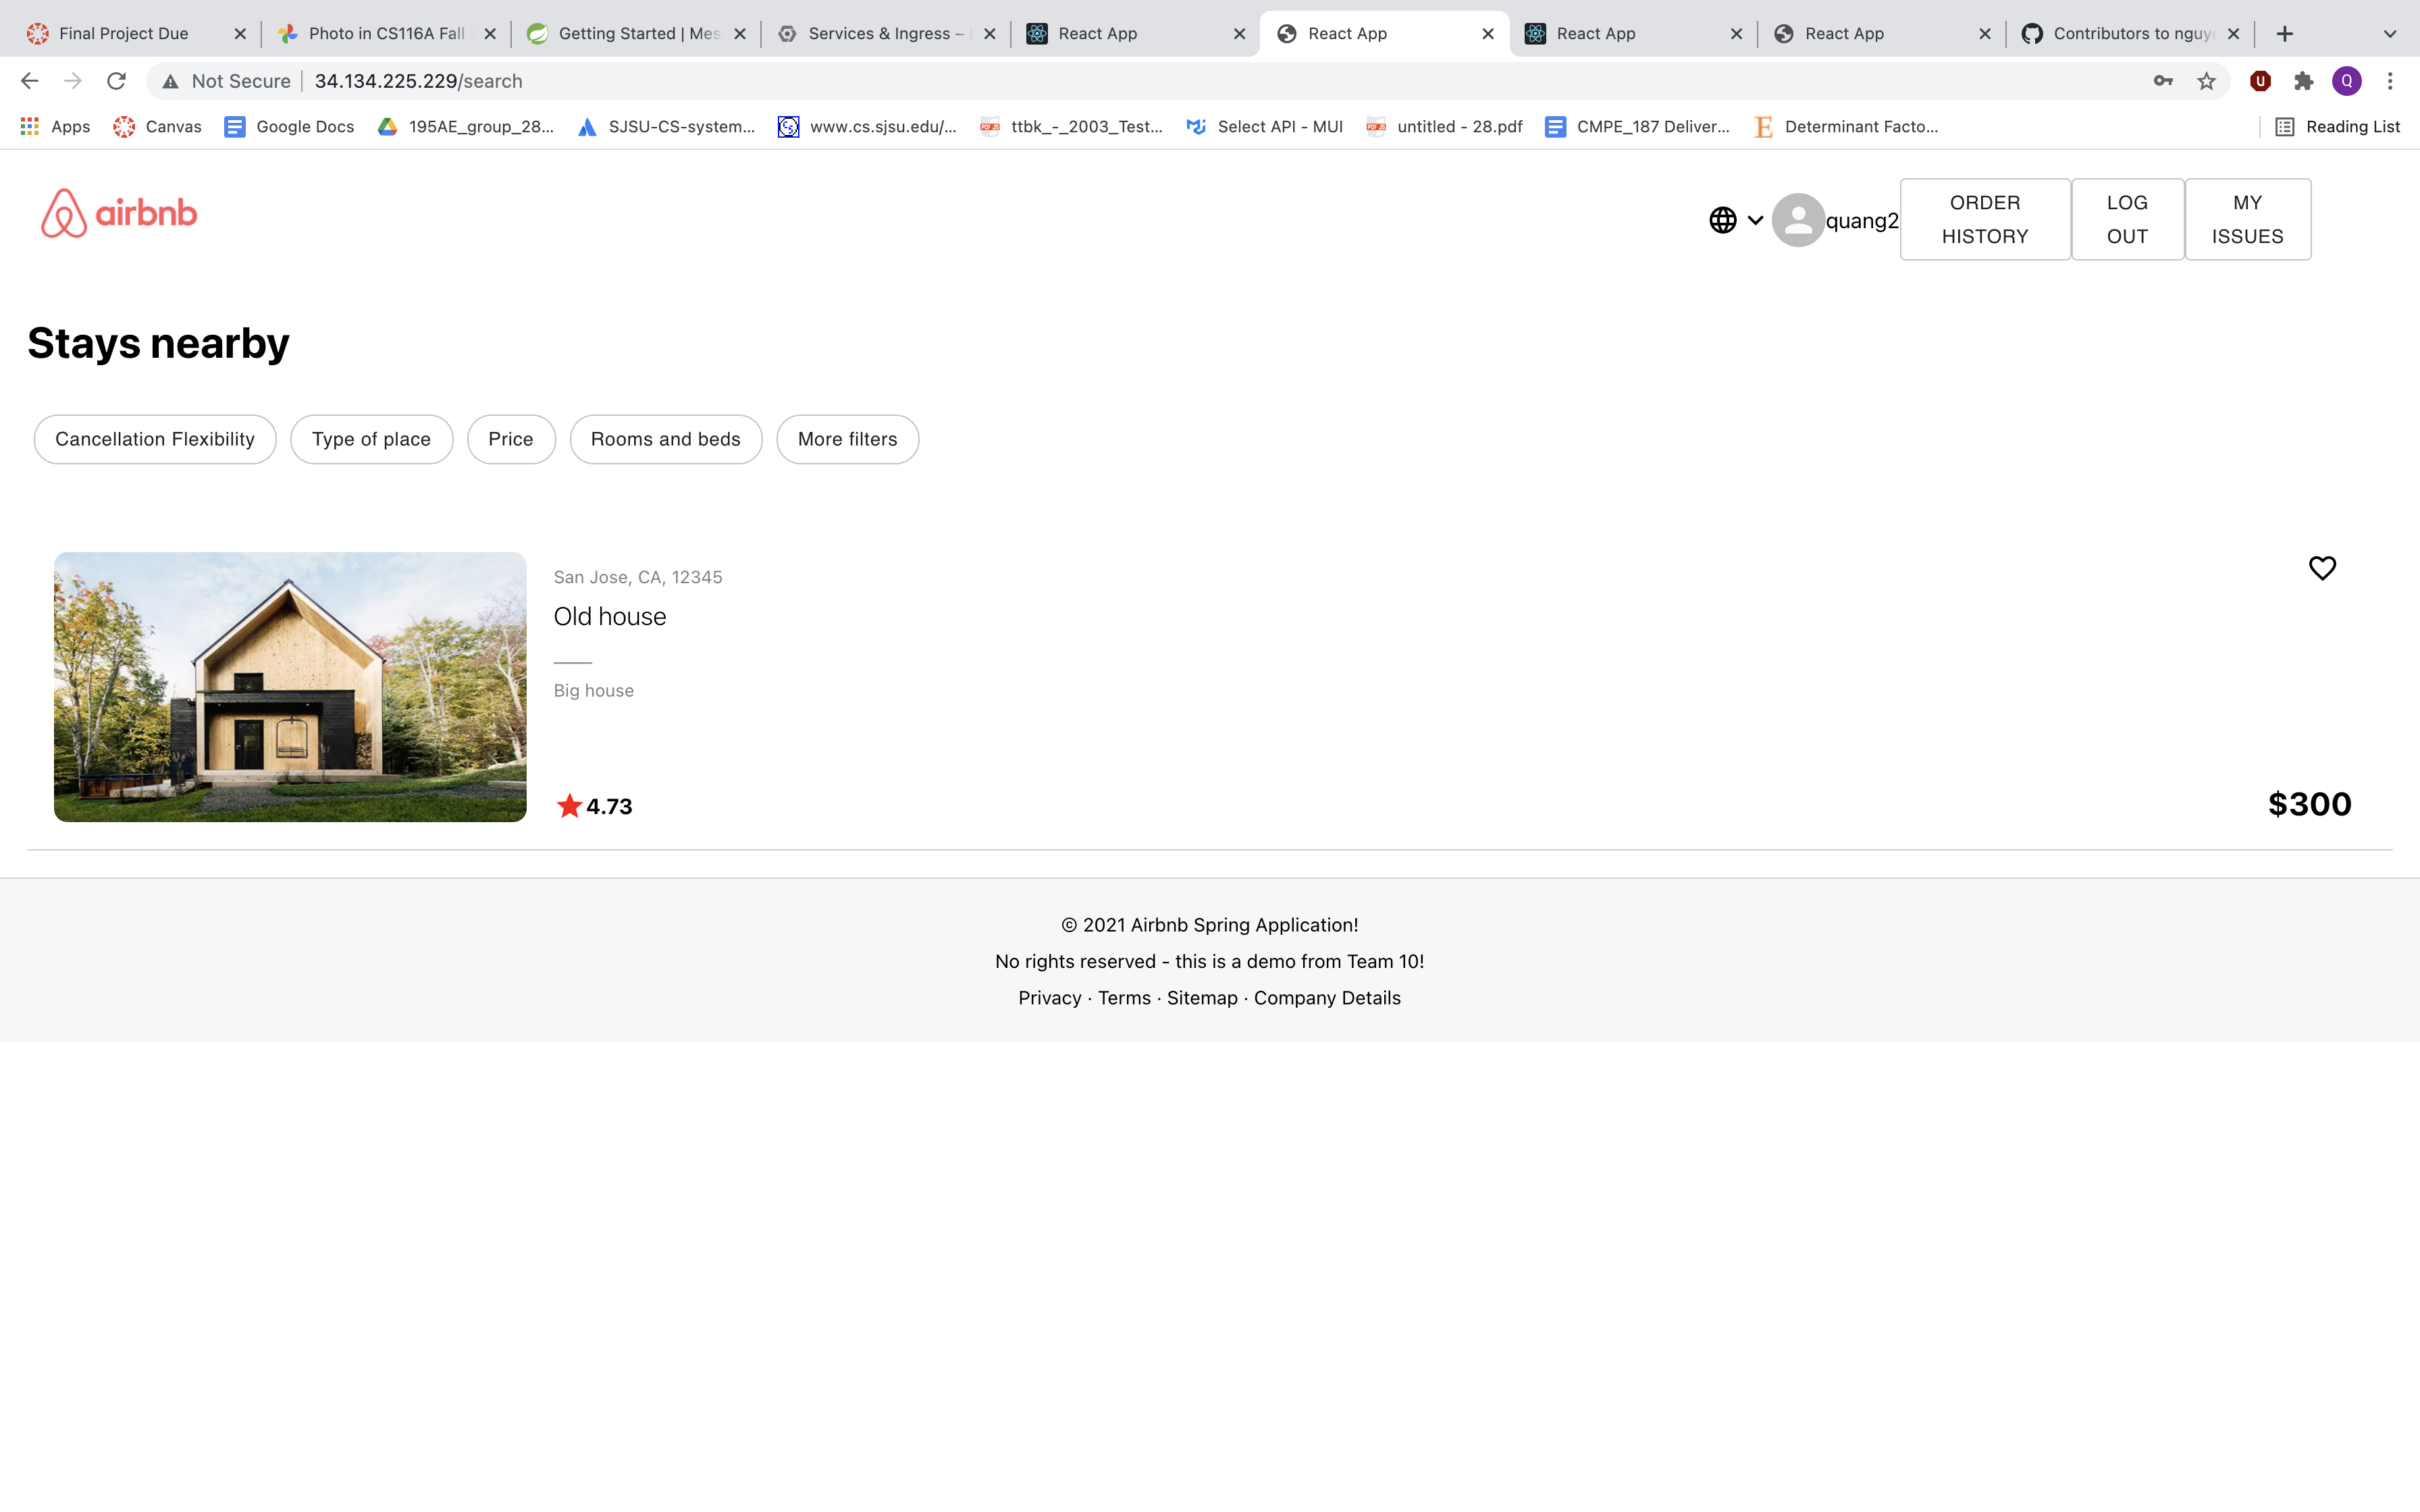 Final Project Due
Photo in CS116A Fall
Getting Started | Mes
Services & Ingress –
React App
React App
React App
React App
Contributors to nguye
Not Secure | 34.134.225.229/search
Q
Apps
Canvas
Google Docs
195AE_group_28...
SJSU-CS-system...
www.cs.sjsu.edu/...
ttbk_-_2003_Test...
Select API - MUI
untitled - 28.pdf
CMPE_187 Deliver...
Determinant Facto...
Reading List
airbnb
quang2
ORDER
HISTORY
LOG
OUT
MY
ISSUES
Stays nearby
Cancellation Flexibility
Type of place
Price
Rooms and beds
More filters
San Jose, CA, 12345
Old house
Big house
4.73
$300
© 2021 Airbnb Spring Application!
No rights reserved - this is a demo from Team 10!
Privacy · Terms · Sitemap · Company Details